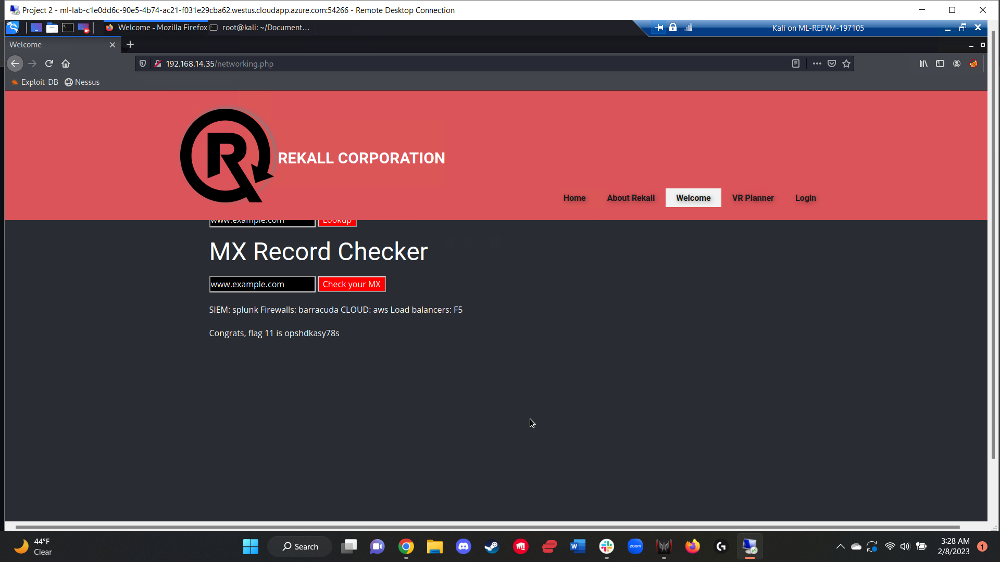 Project 2 - ml-lab-c1e0dd6c-90e5-4b74-ac21-f031e29cba62.westus.cloudapp.azure.com:54266 - Remote Desktop Connection
Welcome - Mozilla Firefox
root@kali: ~/Document...
Kali on ML-REFVM-197105
Welcome
192.168.14.35/networking.php
Exploit-DB
Nessus
REKALL CORPORATION
Home
About Rekall
Welcome
VR Planner
Login
www.example.com
Lookup
MX Record Checker
www.example.com
Check your MX
SIEM: splunk Firewalls: barracuda CLOUD: aws Load balancers: F5
Congrats, flag 11 is opshdkasy78s
44°F
Clear
Search
zoom
3:28 AM
2/8/2023
1